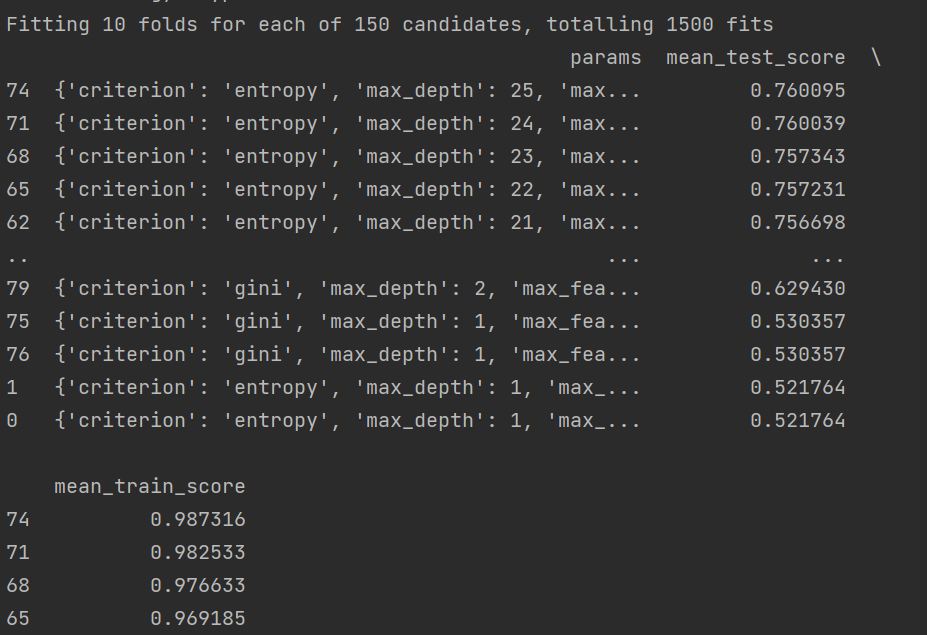 Fitting 10 folds for each of 150 candidates, totalling 1500 fits
params mean_test_score \
74 {'criterion': 'entropy', 'max_depth': 25, 'max... 0.760095
71 {'criterion': 'entropy', 'max_depth': 24, 'max... 0.760039
68 {'criterion': 'entropy', 'max_depth': 23, 'max... 0.757343
65 {'criterion': 'entropy', 'max_depth': 22, 'max... 0.757231
62 {'criterion': 'entropy', 'max_depth': 21, 'max... 0.756698
.. ... ...
79 {'criterion': 'gini', 'max_depth': 2, 'max_fea... 0.629430
75 {'criterion': 'gini', 'max_depth': 1, 'max_fea... 0.530357
76 {'criterion': 'gini', 'max_depth': 1, 'max_fea... 0.530357
1 {'criterion': 'entropy', 'max_depth': 1, 'max_... 0.521764
0 {'criterion': 'entropy', 'max_depth': 1, 'max_... 0.521764
mean_train_score
74 0.987316
71 0.982533
68 0.976633
65 0.969185